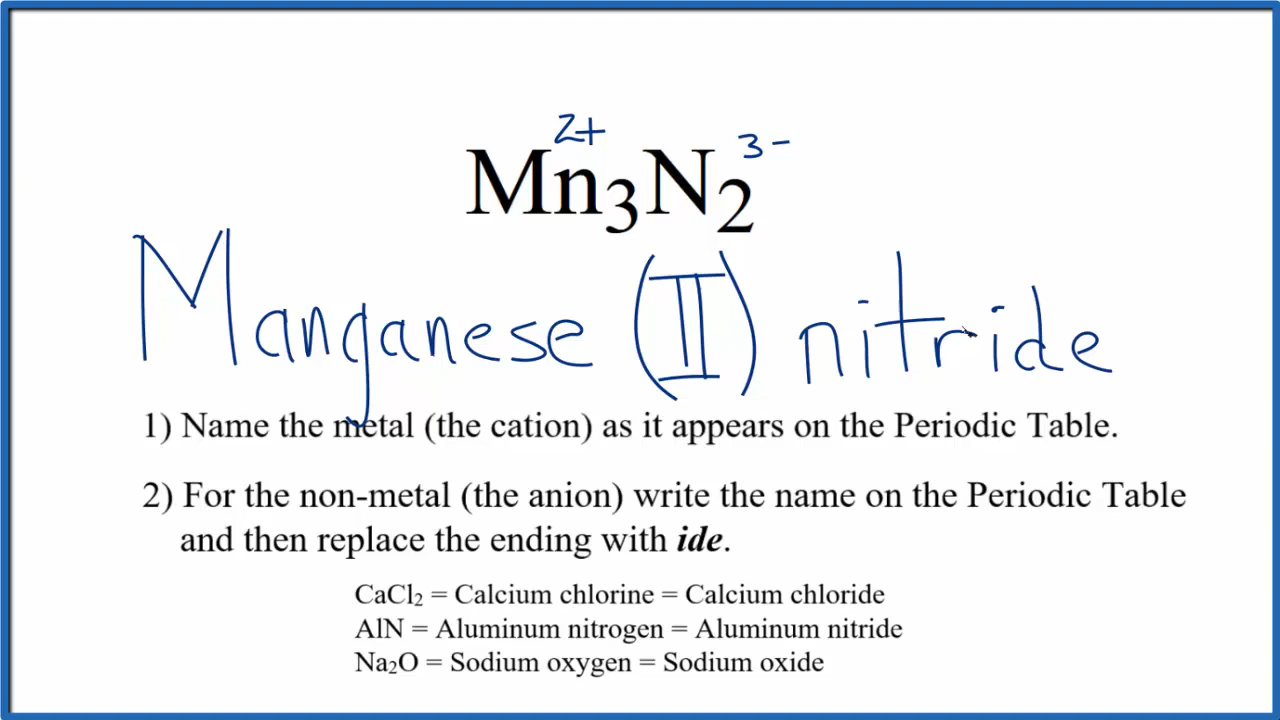 2+ 3-
Mn₃N₂
Manganese (II) nitride
1) Name the metal (the cation) as it appears on the Periodic Table.
2) For the non-metal (the anion) write the name on the Periodic Table
and then replace the ending with ide.
CaCl₂ = Calcium chlorine = Calcium chloride
AlN = Aluminum nitrogen = Aluminum nitride
Na₂O = Sodium oxygen = Sodium oxide